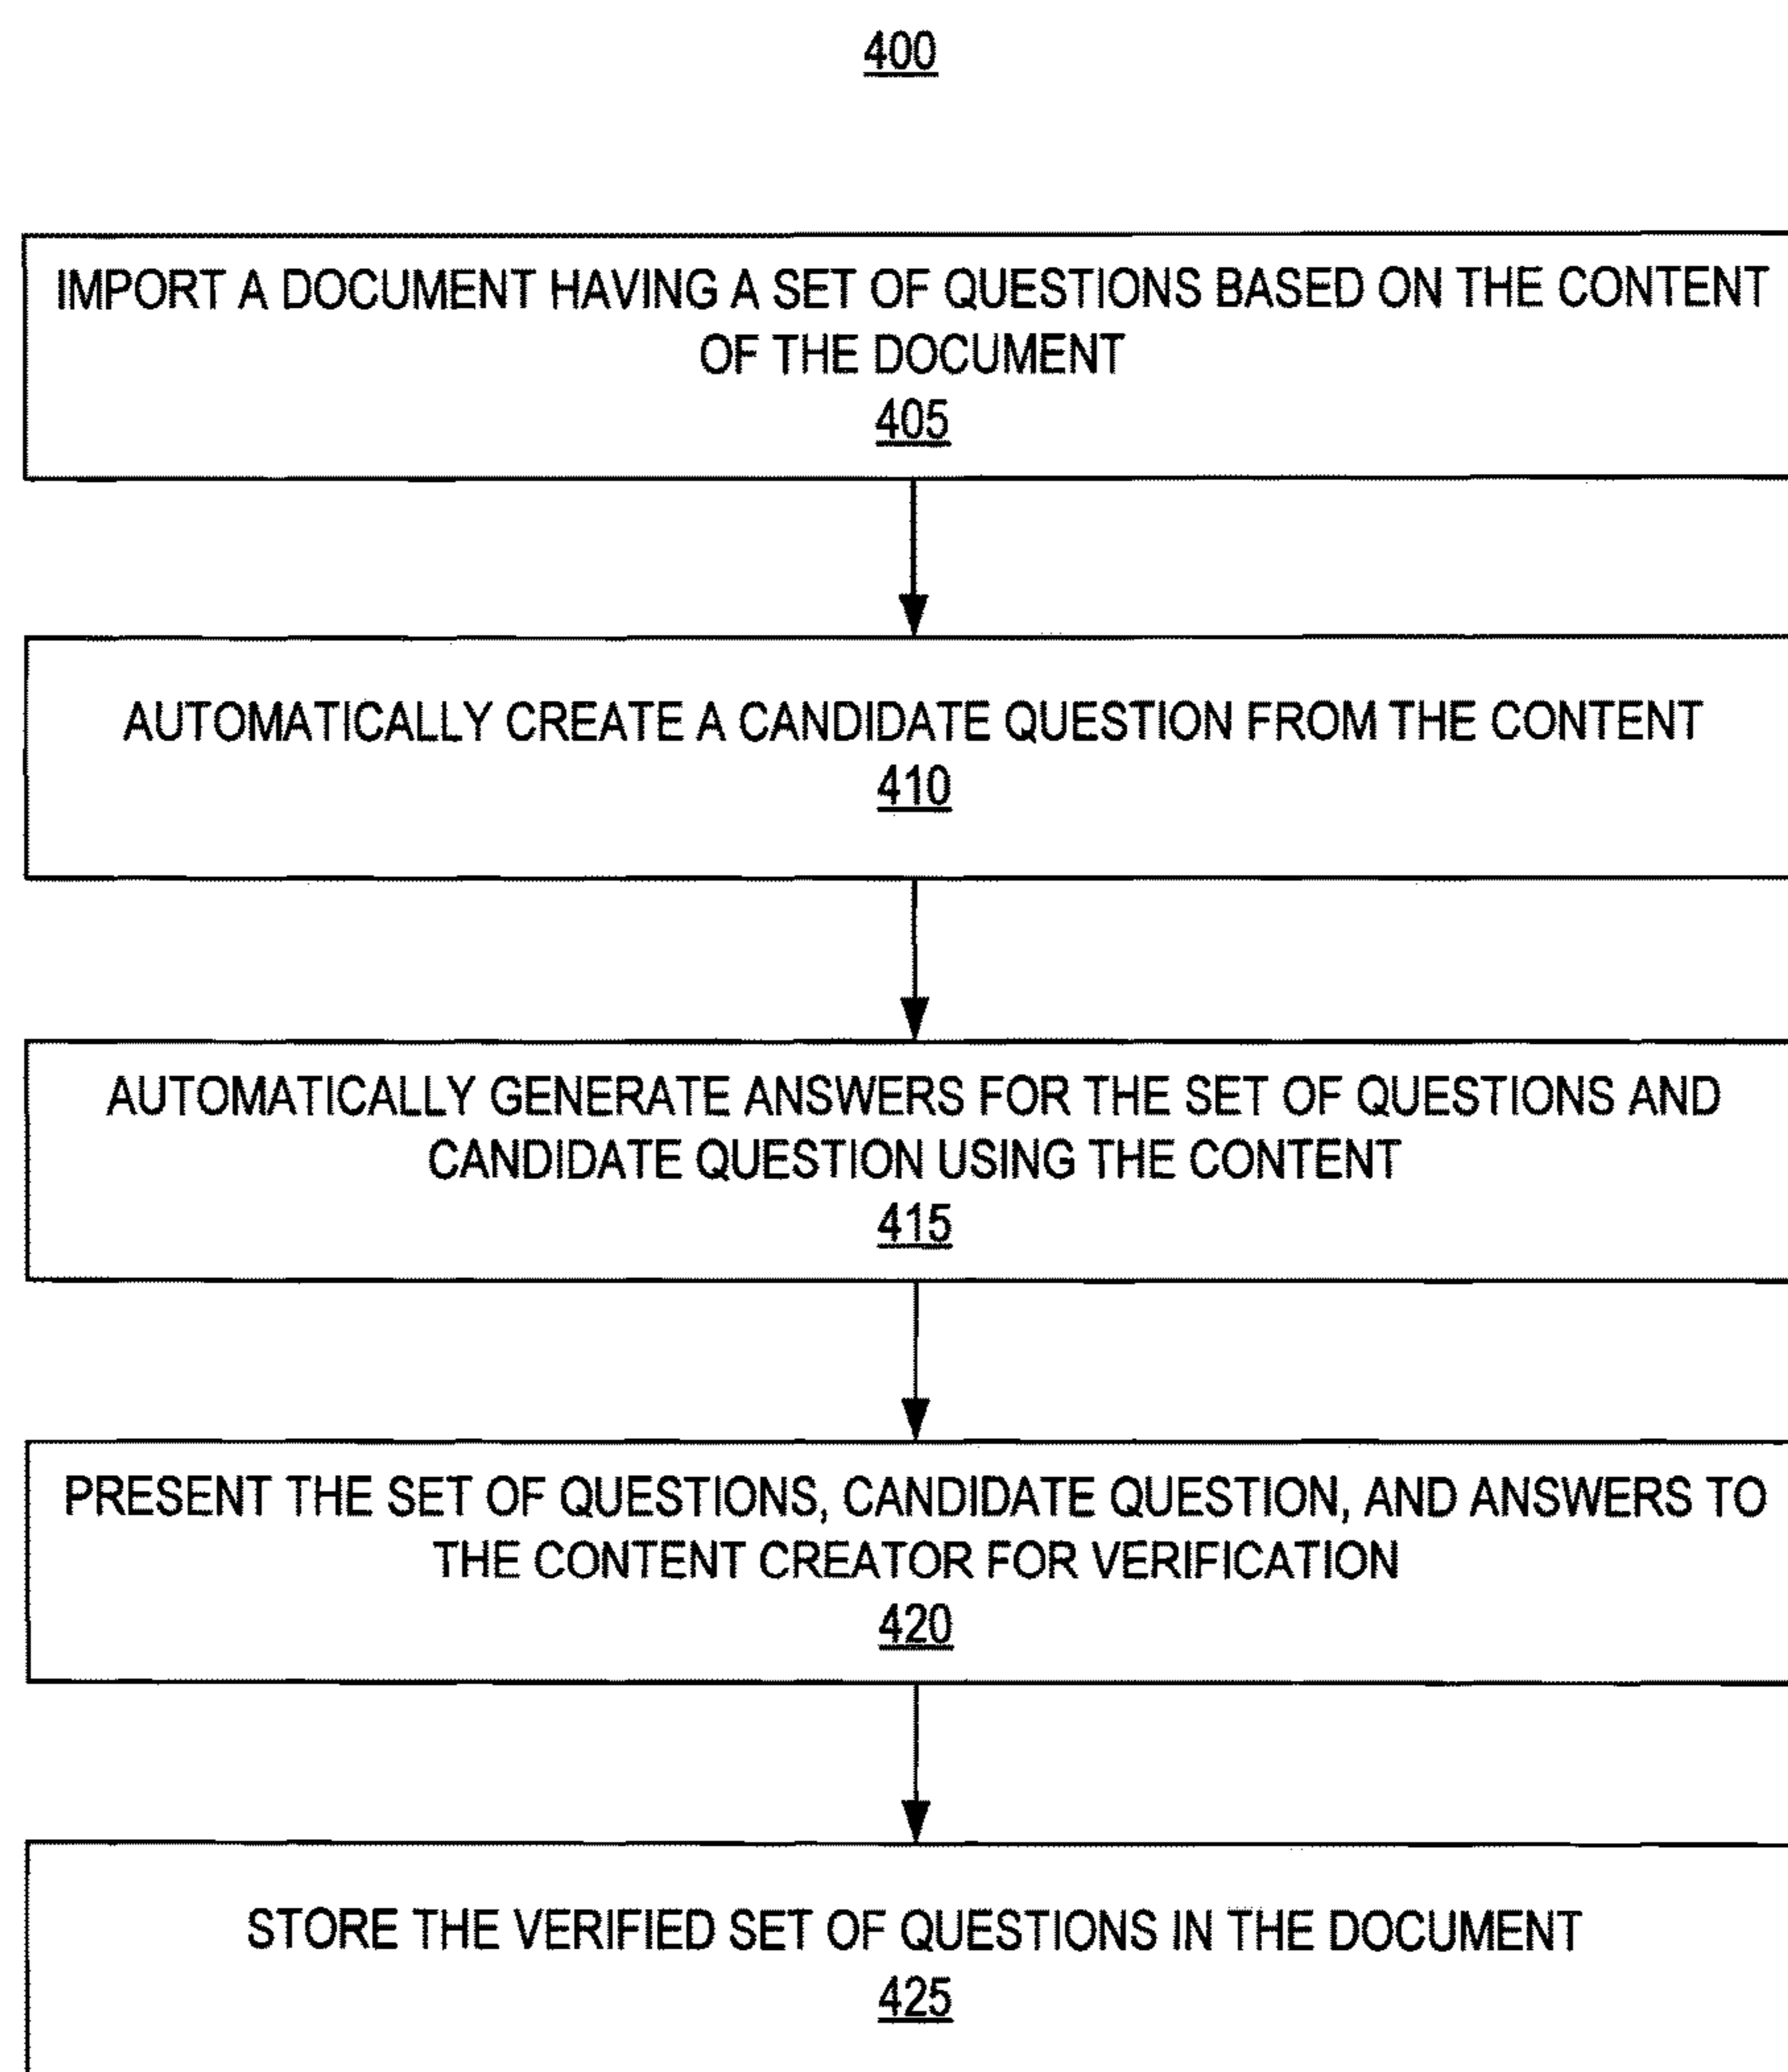 400
IMPORT A DOCUMENT HAVING A SET OF QUESTIONS BASED ON THE CONTENT
OF THE DOCUMENT
405
AUTOMATICALLY CREATE A CANDIDATE QUESTION FROM THE CONTENT
410
AUTOMATICALLY GENERATE ANSWERS FOR THE SET OF QUESTIONS AND
CANDIDATE QUESTION USING THE CONTENT
415
PRESENT THE SET OF QUESTIONS, CANDIDATE QUESTION, AND ANSWERS TO
THE CONTENT CREATOR FOR VERIFICATION
420
STORE THE VERIFIED SET OF QUESTIONS IN THE DOCUMENT
425